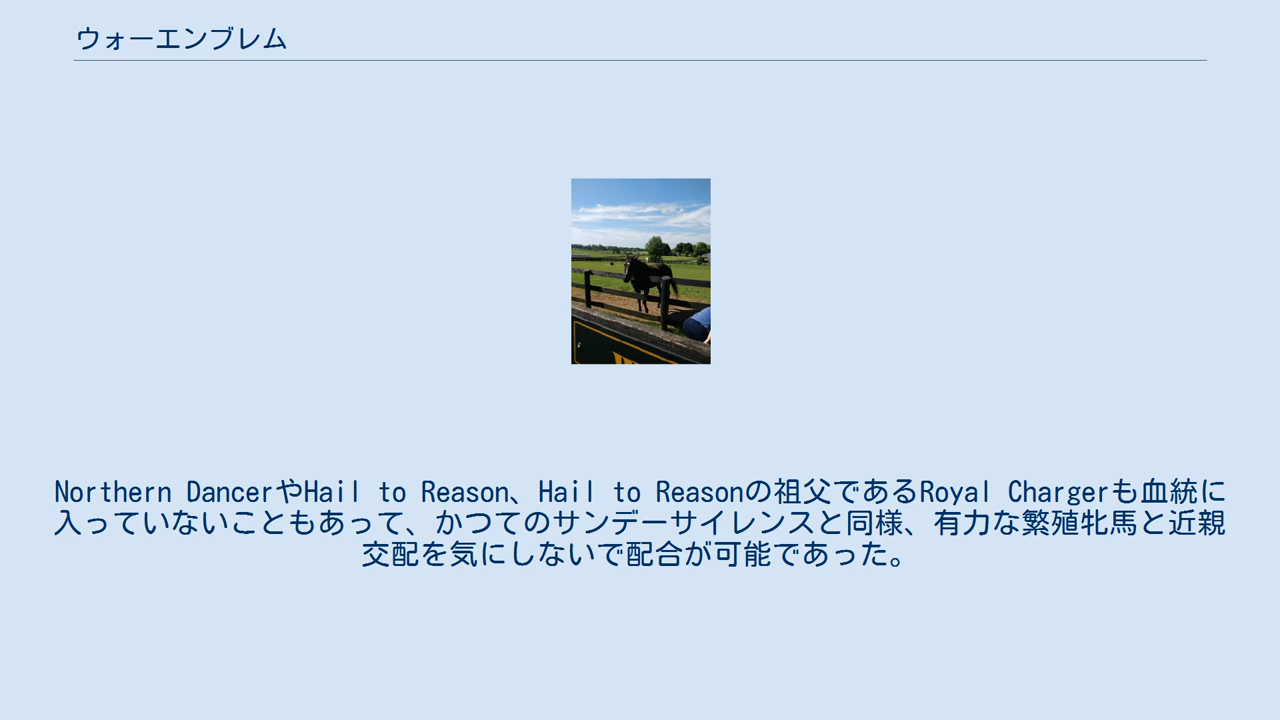 ウォーエンブレム
Northern DancerやHail to Reason、Hail to Reasonの祖父であるRoyal Chargerも血統に
入っていないこともあって、かつてのサンデーサイレンスと同様、有力な繁殖牝馬と近親
交配を気にしないで配合が可能であった。